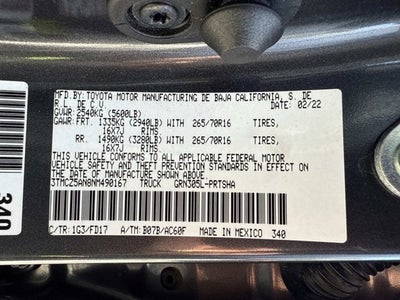 MFD.BY:TOYOTA MOTOR MANUFACTURING DE BAJA CALIFORNIA, S. DE
R.L. DE C.V. 02/22
GVWR:2540KG (5600LB)
GAWR:FRT. 1335KG (2940LB) WITH 265/70R16 TIRES,
16X7J RIMS.
RR. 1490KG (3280LB) WITH 265/70R16 TIRES,
16X7J RIMS.
THIS VEHICLE CONFORMS TO ALL APPLICABLE FEDERAL MOTOR
VEHICLE SAFETY AND THEFT PREVENTION STANDARDS IN EFFECT ON
THE DATE OF MANUFACTURE SHOWN ABOVE.
3TMCZ5AN8NM490167 TRUCK GRN305L-PRTSHA
C/TR: 1G3/FD17 A/TM: B07B/AC60F MADE IN MEXICO 340
340